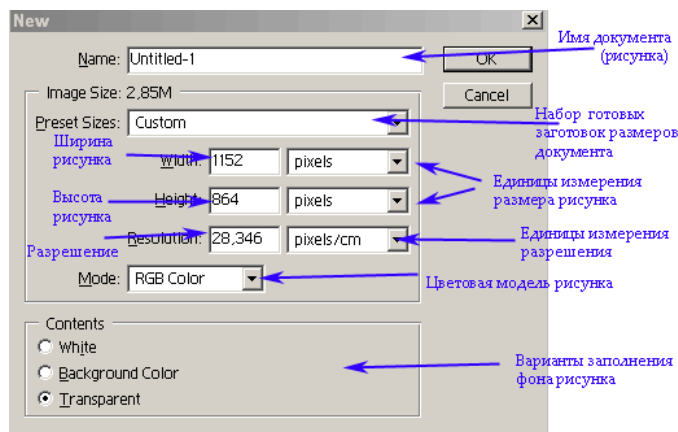 New
Имя документа
(рисунка)
Name: Untitled-1
OK
Image Size: 2,85M
Cancel
Preset Sizes: Custom
Набор готовых
заготовок размеров
документа
Ширина
рисунка
Width: 1152 pixels
Единицы измерения
размера рисунка
Высота
рисунка
Height: 864 pixels
Разрешение
Resolution: 28,346 pixels/cm
Единицы измерения
разрешения
Mode: RGB Color
Цветовая модель рисунка
Contents
White
Background Color
Transparent
Варианты заполнения
фона рисунка